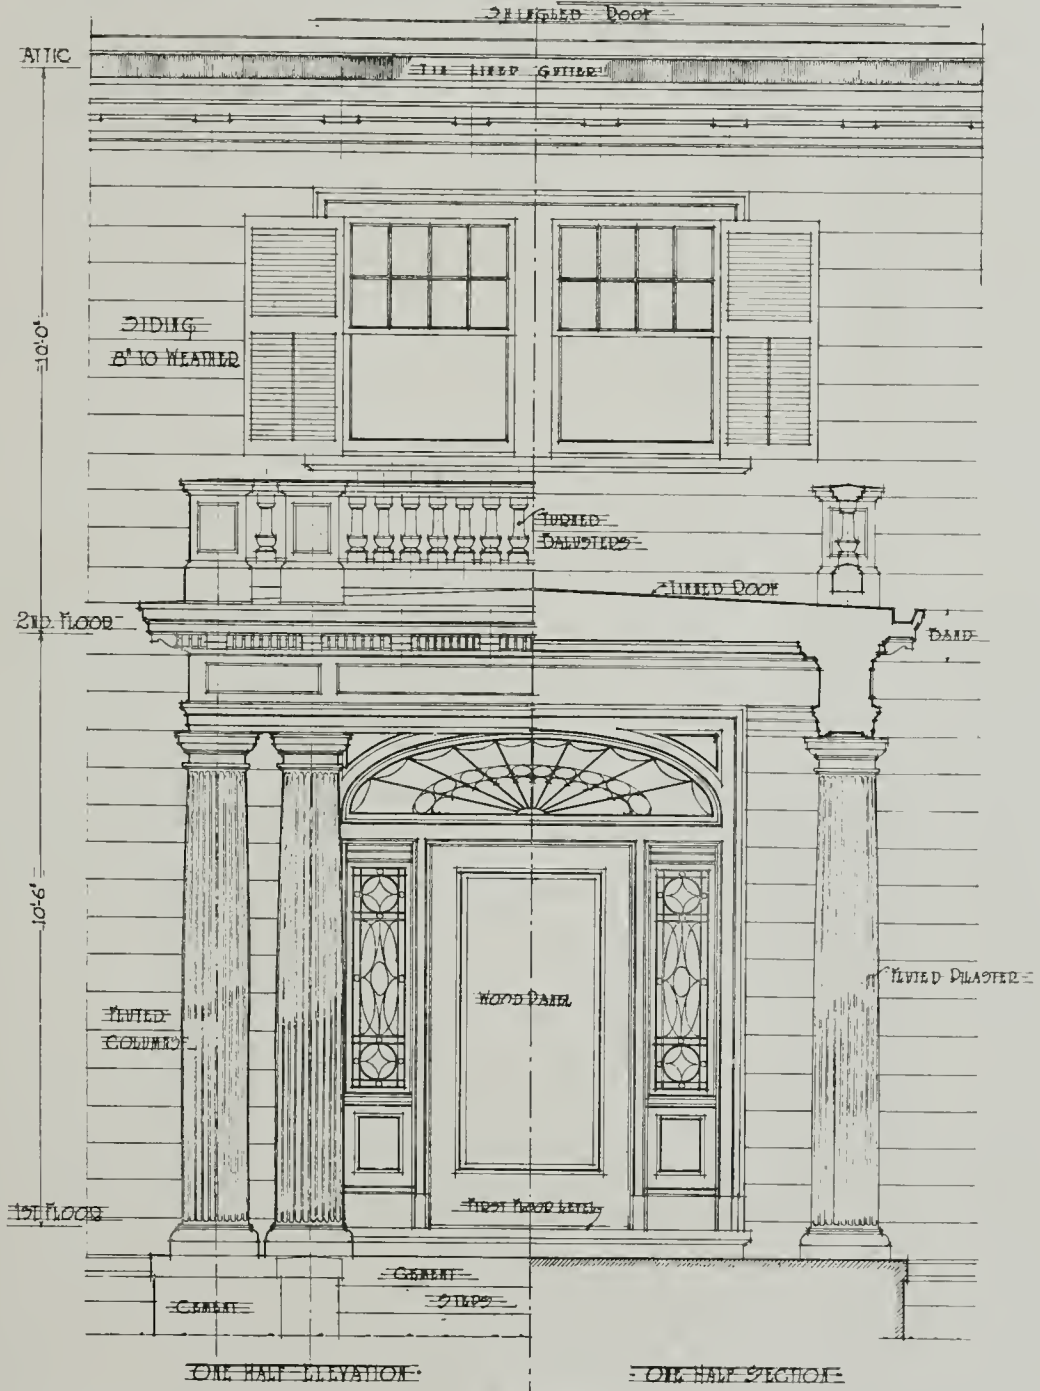 SHINGLED ROOF
ATTIC
TIN LINED GUTTER
10'-0"
SIDING
8" TO WEATHER
TURNED
BALUSTERS
TINNED ROOF
2ND. FLOOR
BAND
10'-6"
WOOD PANEL
FLUTED PILASTER
FLUTED
COLUMNS
1ST. FLOOR
FIRST FLOOR LEVEL
CEMENT
STEPS
CEMENT
ONE HALF ELEVATION.
- ONE HALF SECTION